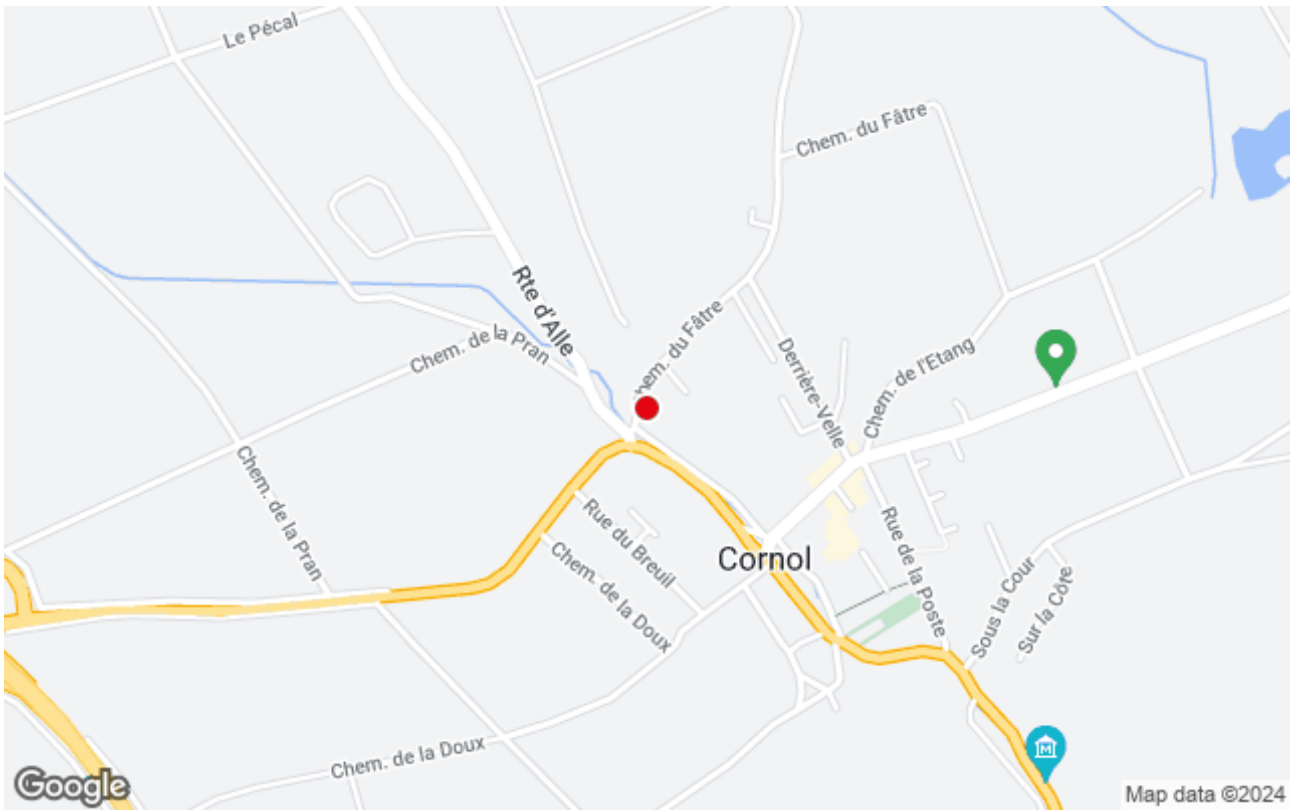 Le Pécal
Chem. du Fâtre
Rte d'Alle
Chem. du Fâtre
Chem. de la Pran
Derrière-Velle
Chem. de l'Etang
Chem. de la Pran
Rue du Breuil
Chem. de la Doux
Cornol
Rue de la Poste
Sous la Cour
Sur la Côte
Chem. de la Doux
M
Google
Map data ©2024